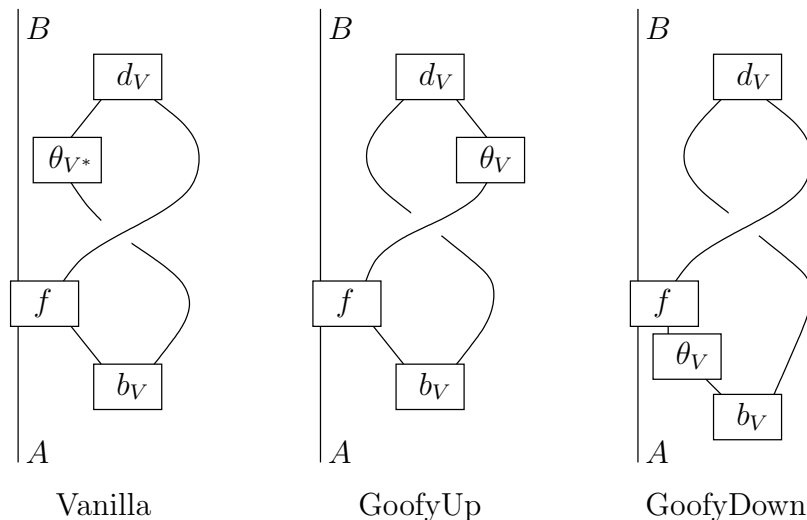 B B B
d_V d_V d_V
θ_{V*} θ_V
f f f
θ_V
b_V b_V b_V
A A A
Vanilla GoofyUp GoofyDown